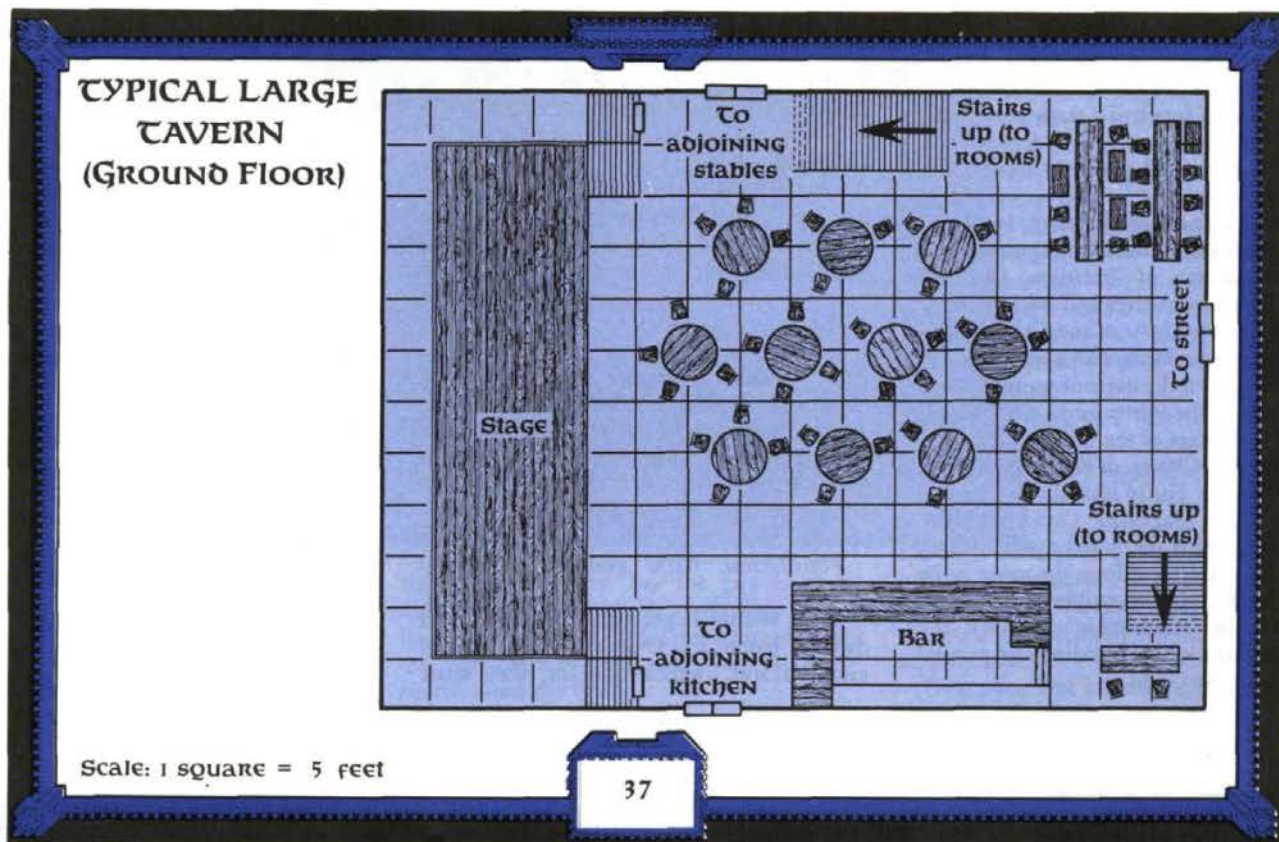 TYPICAL LARGE
TAVERN
(GROUND FLOOR)
To
adjoining
stables
Stairs
up (to
rooms)
To street
Stage
Stairs up
(to rooms)
To
adjoining
kitchen
Bar
Scale: 1 square = 5 feet
37